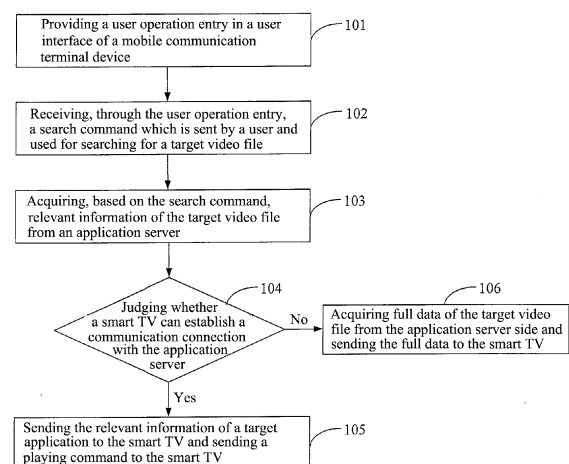 Providing a user operation entry in a user
interface of a mobile communication
terminal device
101
Receiving, through the user operation entry,
a search command which is sent by a user and
used for searching for a target video file
102
Acquiring, based on the search command,
relevant information of the target video file
from an application server
103
Judging whether
a smart TV can establish a
communication connection
with the application
server
104
No
Acquiring full data of the target video
file from the application server side and
sending the full data to the smart TV
106
Yes
Sending the relevant information of a target
application to the smart TV and sending a
playing command to the smart TV
105